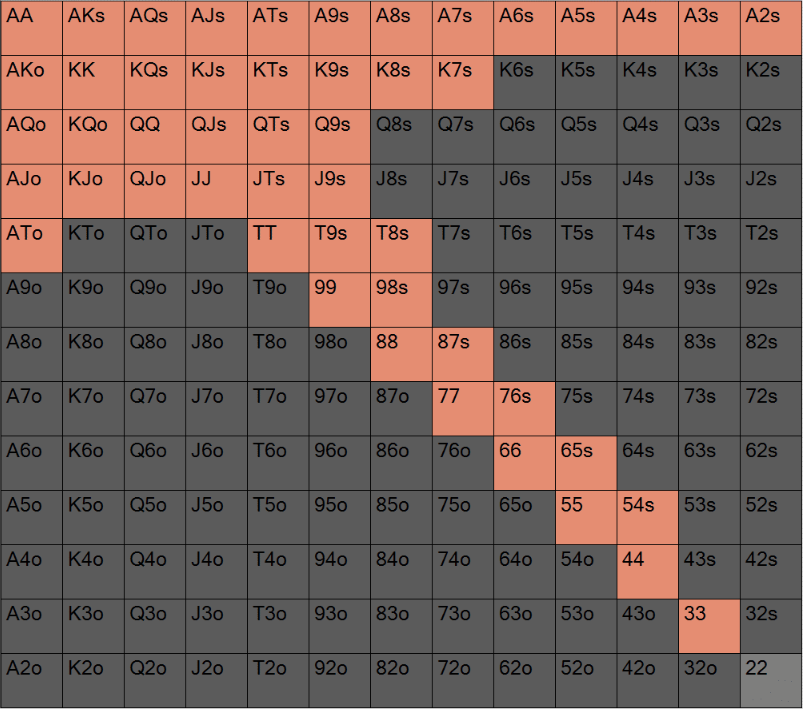 AA AKs AQs AJs ATs A9s A8s A7s A6s A5s A4s A3s A2s
AKo KK KQs KJs KTs K9s K8s K7s K6s K5s K4s K3s K2s
AQo KQo QQ QJs QTs Q9s Q8s Q7s Q6s Q5s Q4s Q3s Q2s
AJo KJo QJo JJ JTs J9s J8s J7s J6s J5s J4s J3s J2s
ATo KTo QTo JTo TT T9s T8s T7s T6s T5s T4s T3s T2s
A9o K9o Q9o J9o T9o 99 98s 97s 96s 95s 94s 93s 92s
A8o K8o Q8o J8o T8o 98o 88 87s 86s 85s 84s 83s 82s
A7o K7o Q7o J7o T7o 97o 87o 77 76s 75s 74s 73s 72s
A6o K6o Q6o J6o T6o 96o 86o 76o 66 65s 64s 63s 62s
A5o K5o Q5o J5o T5o 95o 85o 75o 65o 55 54s 53s 52s
A4o K4o Q4o J4o T4o 94o 84o 74o 64o 54o 44 43s 42s
A3o K3o Q3o J3o T3o 93o 83o 73o 63o 53o 43o 33 32s
A2o K2o Q2o J2o T2o 92o 82o 72o 62o 52o 42o 32o 22